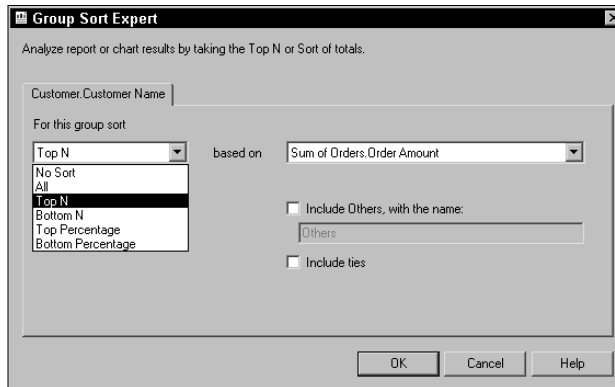 Group Sort Expert
Analyze report or chart results by taking the Top N or Sort of totals.
Customer.Customer Name
For this group sort
Top N based on Sum of Orders.Order Amount
No Sort
All
Top N
Bottom N
Top Percentage
Bottom Percentage
Include Others, with the name:
Others
Include ties
OK Cancel Help